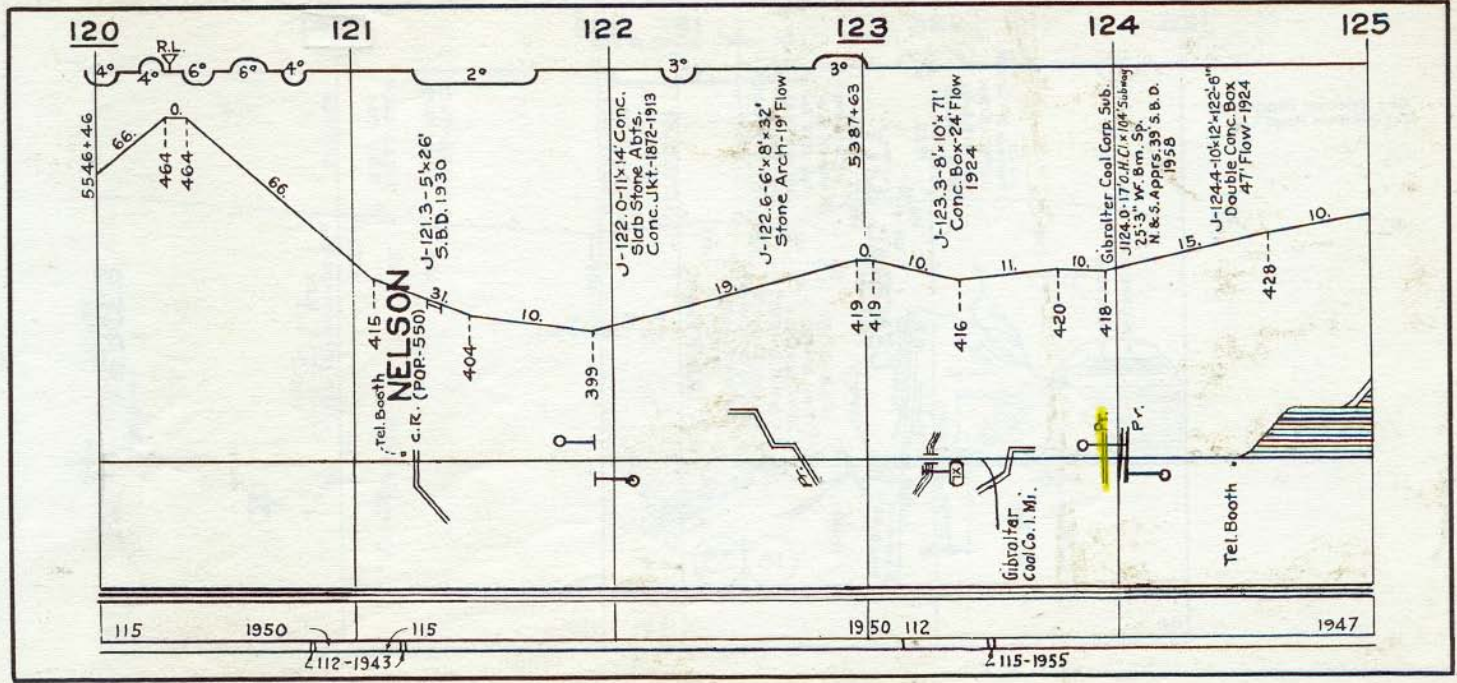 120
121
122
123
124
125
R.L.
4°
4°
6°
6°
4°
2°
3°
3°
5546+46
66.
0.
464
464
66.
415
NELSON
C.R. (POP.-550)
Tel. Booth
J-121.3-5'x26'
S.B.D. 1930
31.
404
10.
399
J-122.0-11'x14' Conc.
Slab Stone Abts.
Conc. Jkt.-1872-1913
19.
J-122.6-6'x8'x32'
Stone Arch-19' Flow
5387+63
0.
419
419
10.
J-123.3-8'x10'x71'
Conc. Box-24' Flow
1924
416
11.
420
10.
418
Gibralter Coal Corp. Sub.
J124.0-17' O.H.Cl.x104' Subway
25'-3" W. Bm. Sp.
N.&S. Apprs. 39' S.B.D.
1958
15.
J-124.4-10'x12'x122'-6"
Double Conc. Box
47' Flow-1924
428
10.
Pr.
X1
Gibralter
Coal Co. I. Mi.
Pr.
Pr.
Tel. Booth
115
1950
115
112-1943
1950
112
115-1955
1947